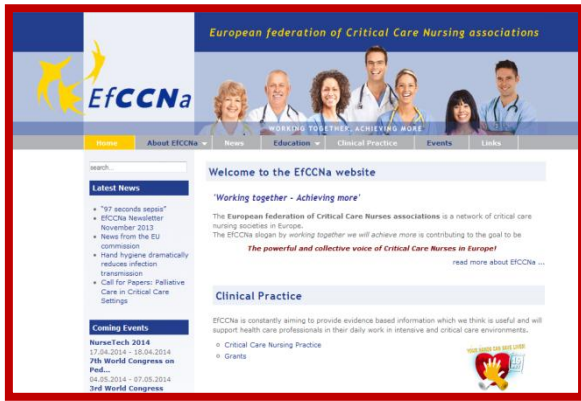 European federation of Critical Care Nursing associations
EfCCNa
WORKING TOGETHER, ACHIEVING MORE
Home About EfCCNa News Education Clinical Practice Events Links
search...
Latest News
"97 seconds sepsis"
EfCCNa Newsletter
November 2013
News from the EU
commission
Hand hygiene dramatically
reduces infection
transmission
Call for Papers: Palliative
Care in Critical Care
Settings
Coming Events
NurseTech 2014
17.04.2014 - 18.04.2014
7th World Congress on
Ped...
04.05.2014 - 07.05.2014
3rd World Congress
Welcome to the EfCCNa website
'Working together - Achieving more'
The European federation of Critical Care Nurses associations is a network of critical care
nursing societies in Europe.
The EfCCNa slogan by working together we will achieve more is contributing to the goal to be
The powerful and collective voice of Critical Care Nurses in Europe!
read more about EfCCNa ...
Clinical Practice
EfCCNa is constantly aiming to provide evidence based information which we think is useful and will
support health care professionals in their daily work in intensive and critical care environments.
Critical Care Nursing Practice
Grants
YOUR HANDS CAN SAVE LIVES!